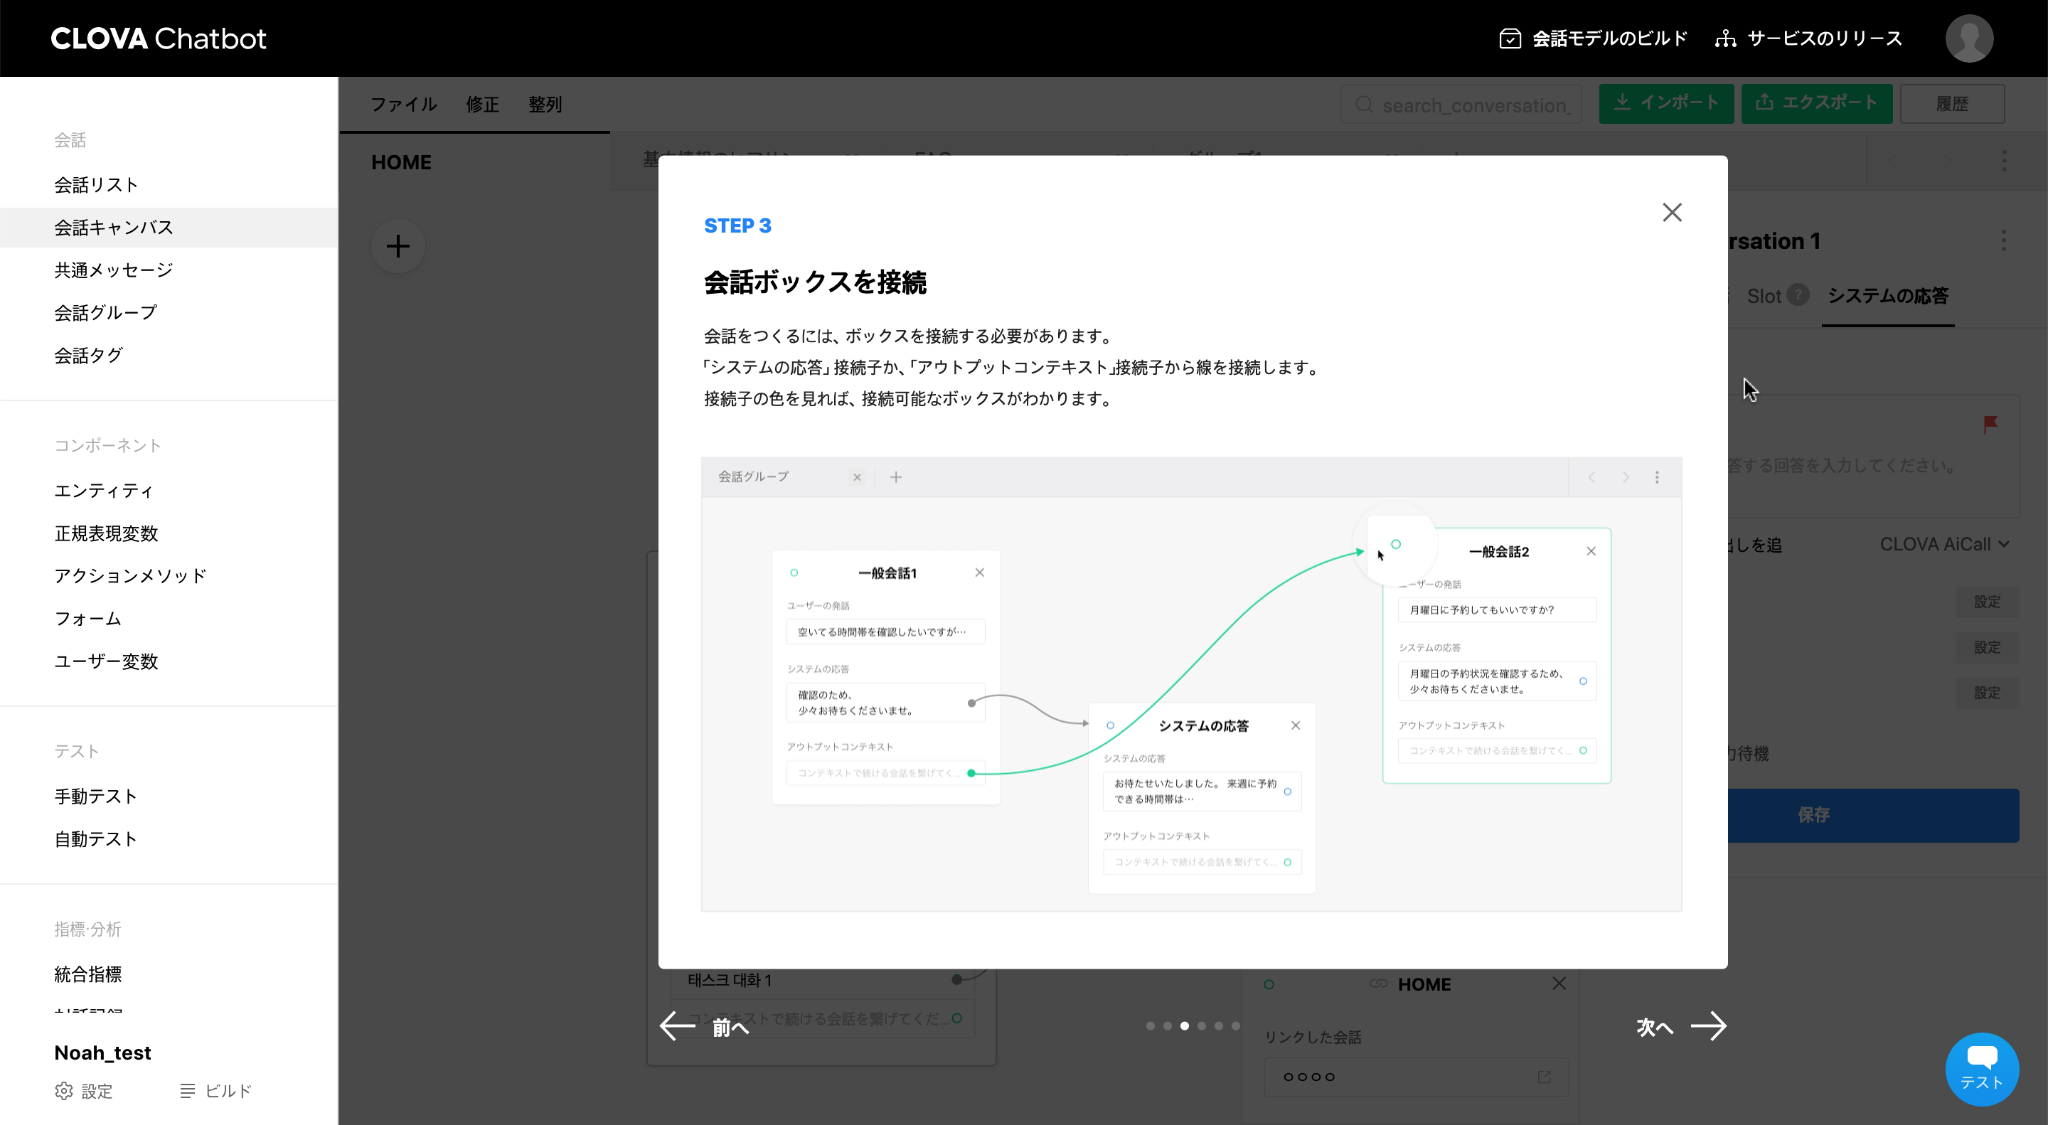 CLOVA Chatbot
会話モデルのビルド
サービスのリリース
会話
会話リスト
会話キャンバス
共通メッセージ
会話グループ
会話タグ
コンポーネント
エンティティ
正規表現変数
アクションメソッド
フォーム
ユーザー変数
テスト
手動テスト
自動テスト
指標·分析
統合指標
Noah_test
設定
ビルド
ファイル 修正 整列
search_conversation_
インポート
エクスポート
履歴
HOME
STEP 3
会話ボックスを接続
会話をつくるには、ボックスを接続する必要があります。
「システムの応答」接続子か、「アウトプットコンテキスト」接続子から線を接続します。
接続子の色を見れば、接続可能なボックスがわかります。
会話グループ
一般会話1
ユーザーの発話
空いてる時間帯を確認したいですが…
システムの応答
確認のため、
少々お待ちくださいませ。
アウトプットコンテキスト
コンテキストで続ける会話を繋げてく...
システムの応答
システムの応答
お待たせいたしました。 来週に予約
できる時間帯は…
アウトプットコンテキスト
コンテキストで続ける会話を繋げてく...
一般会話2
ユーザーの発話
月曜日に予約してもいいですか?
システムの応答
月曜日の予約状況を確認するため、
少々お待ちくださいませ。
アウトプットコンテキスト
コンテキストで続ける会話を繋げてく...
rsation 1
Slot ?
システムの応答
答する回答を入力してください。
出しを追
CLOVA AiCall
設定
設定
設定
力待機
保存
태스크 대화 1
コンテキストで続ける会話を繋げてくだ...
前へ
次へ
HOME
リンクした会話
ㅇㅇㅇㅇ
テスト